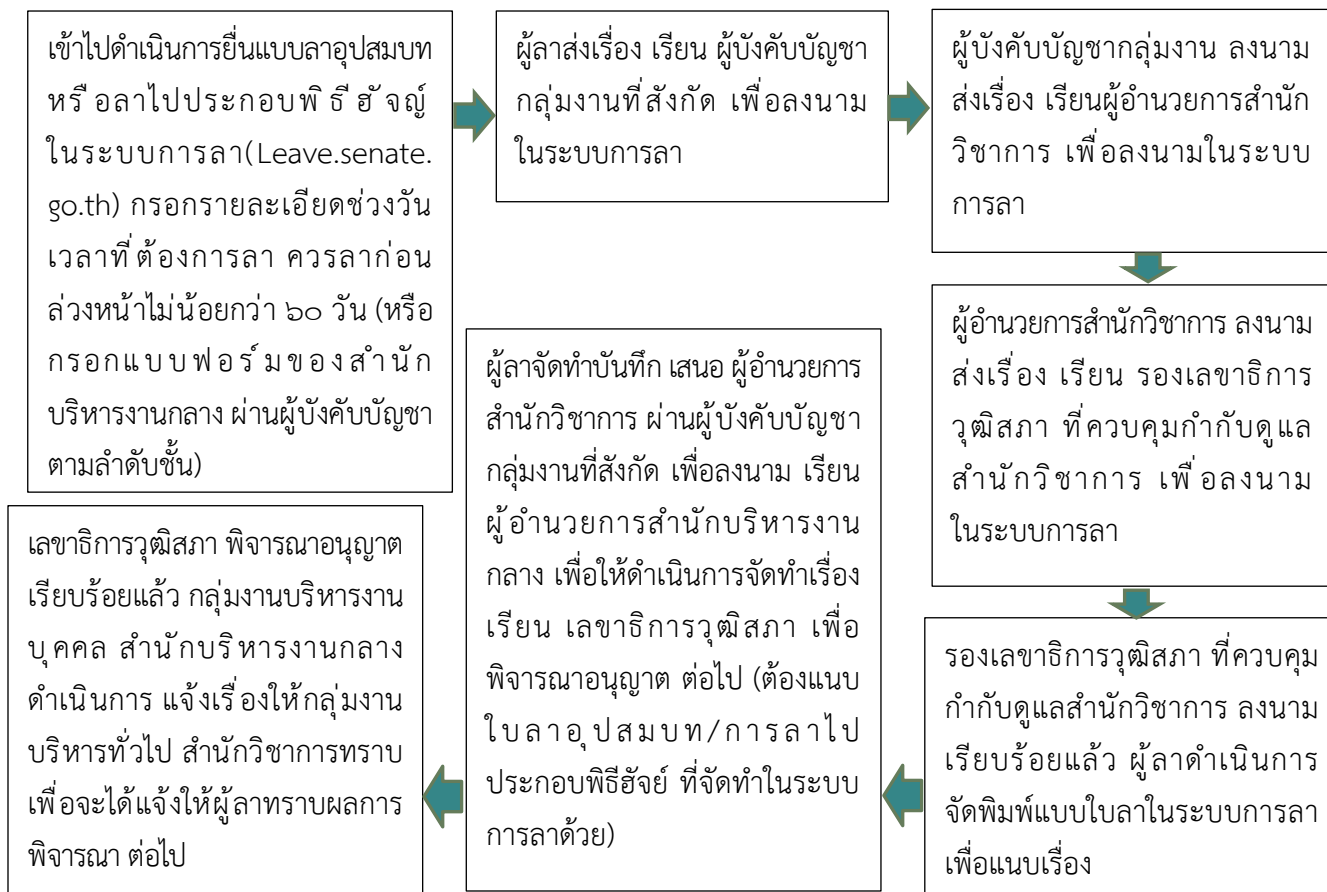 เข้าไปดำเนินการยื่นแบบลาอุปสมบท
หรือลาไปประกอบพิธีฮัจญ์
ในระบบการลา(Leave.senate.
go.th) กรอกรายละเอียดช่วงวัน
เวลาที่ต้องการลา ควรลาก่อน
ล่วงหน้าไม่น้อยกว่า ๖๐ วัน (หรือ
กรอกแบบฟอร์มของสำนัก
บริหารงานกลาง ผ่านผู้บังคับบัญชา
ตามลำดับชั้น)
ผู้ลาส่งเรื่อง เรียน ผู้บังคับบัญชา
กลุ่มงานที่สังกัด เพื่อลงนาม
ในระบบการลา
ผู้บังคับบัญชากลุ่มงาน ลงนาม
ส่งเรื่อง เรียนผู้อำนวยการสำนัก
วิชาการ เพื่อลงนามในระบบ
การลา
ผู้อำนวยการสำนักวิชาการ ลงนาม
ส่งเรื่อง เรียน รองเลขาธิการ
วุฒิสภา ที่ควบคุมกำกับดูแล
สำนักวิชาการ เพื่อลงนาม
ในระบบการลา
รองเลขาธิการวุฒิสภา ที่ควบคุม
กำกับดูแลสำนักวิชาการ ลงนาม
เรียบร้อยแล้ว ผู้ลาดำเนินการ
จัดพิมพ์แบบใบลาในระบบการลา
เพื่อแนบเรื่อง
ผู้ลาจัดทำบันทึก เสนอ ผู้อำนวยการ
สำนักวิชาการ ผ่านผู้บังคับบัญชา
กลุ่มงานที่สังกัด เพื่อลงนาม เรียน
ผู้อำนวยการสำนักบริหารงาน
กลาง เพื่อให้ดำเนินการจัดทำเรื่อง
เรียน เลขาธิการวุฒิสภา เพื่อ
พิจารณาอนุญาต ต่อไป (ต้องแนบ
ใบลาอุปสมบท/การลาไป
ประกอบพิธีฮัจย์ ที่จัดทำในระบบ
การลาด้วย)
เลขาธิการวุฒิสภา พิจารณาอนุญาต
เรียบร้อยแล้ว กลุ่มงานบริหารงาน
บุคคล สำนักบริหารงานกลาง
ดำเนินการ แจ้งเรื่องให้กลุ่มงาน
บริหารทั่วไป สำนักวิชาการทราบ
เพื่อจะได้แจ้งให้ผู้ลาทราบผลการ
พิจารณา ต่อไป